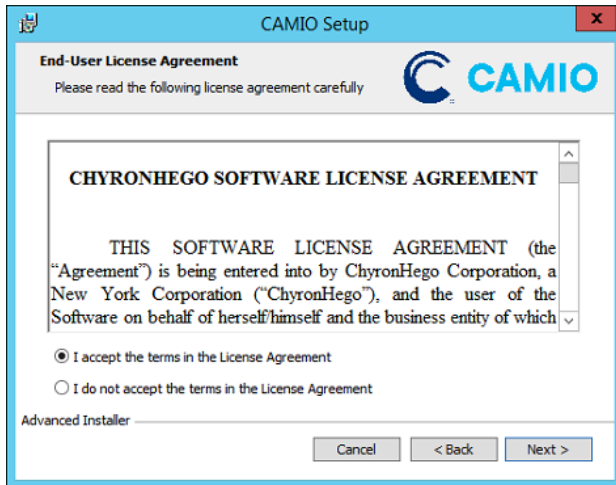 CAMIO Setup
x
End-User License Agreement
Please read the following license agreement carefully
CAMIO
CHYRONHEGO SOFTWARE LICENSE AGREEMENT
THIS SOFTWARE LICENSE AGREEMENT (the
“Agreement”) is being entered into by ChyronHego Corporation, a
New York Corporation (“ChyronHego”), and the user of the
Software on behalf of herself/himself and the business entity of which
I accept the terms in the License Agreement
I do not accept the terms in the License Agreement
Advanced Installer
Cancel
< Back
Next >